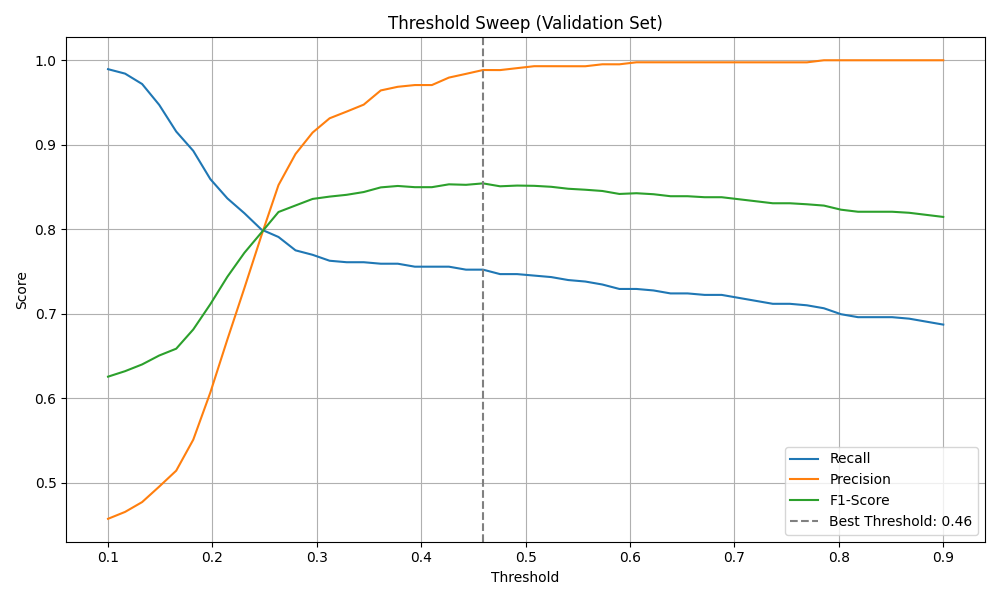 Threshold Sweep (Validation Set)
1.0
0.9
0.8
0.7
0.6
0.5
Score
0.1 0.2 0.3 0.4 0.5 0.6 0.7 0.8 0.9
Threshold
Recall
Precision
F1-Score
Best Threshold: 0.46